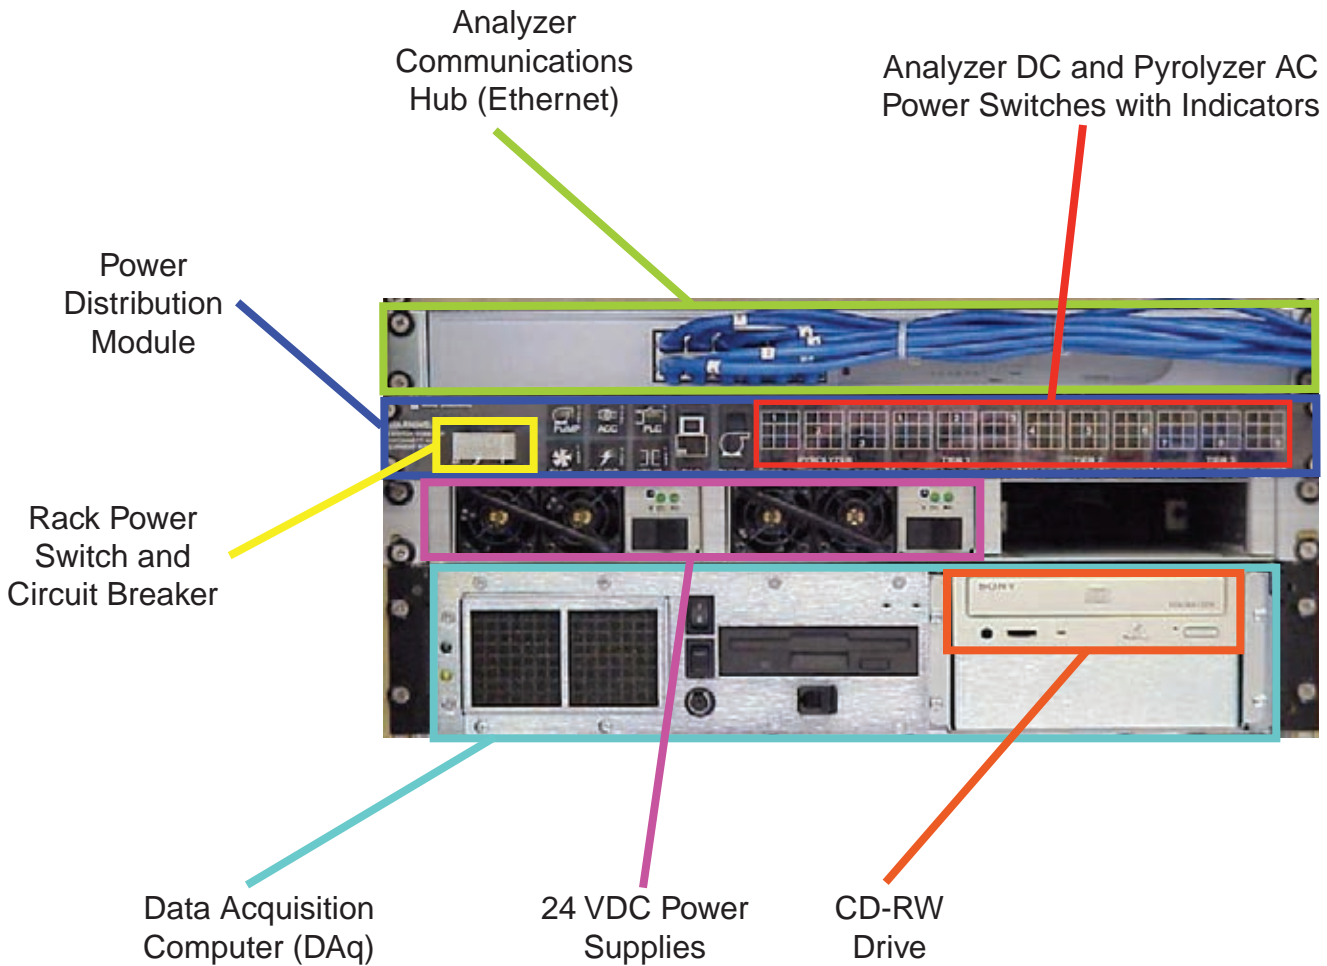 Analyzer
Communications
Hub (Ethernet)
Analyzer DC and Pyrolyzer AC
Power Switches with Indicators
Power
Distribution
Module
Rack Power
Switch and
Circuit Breaker
PUMP
PLC
PYROLYZER
SONY
Data Acquisition
Computer (DAq)
24 VDC Power
Supplies
CD-RW
Drive